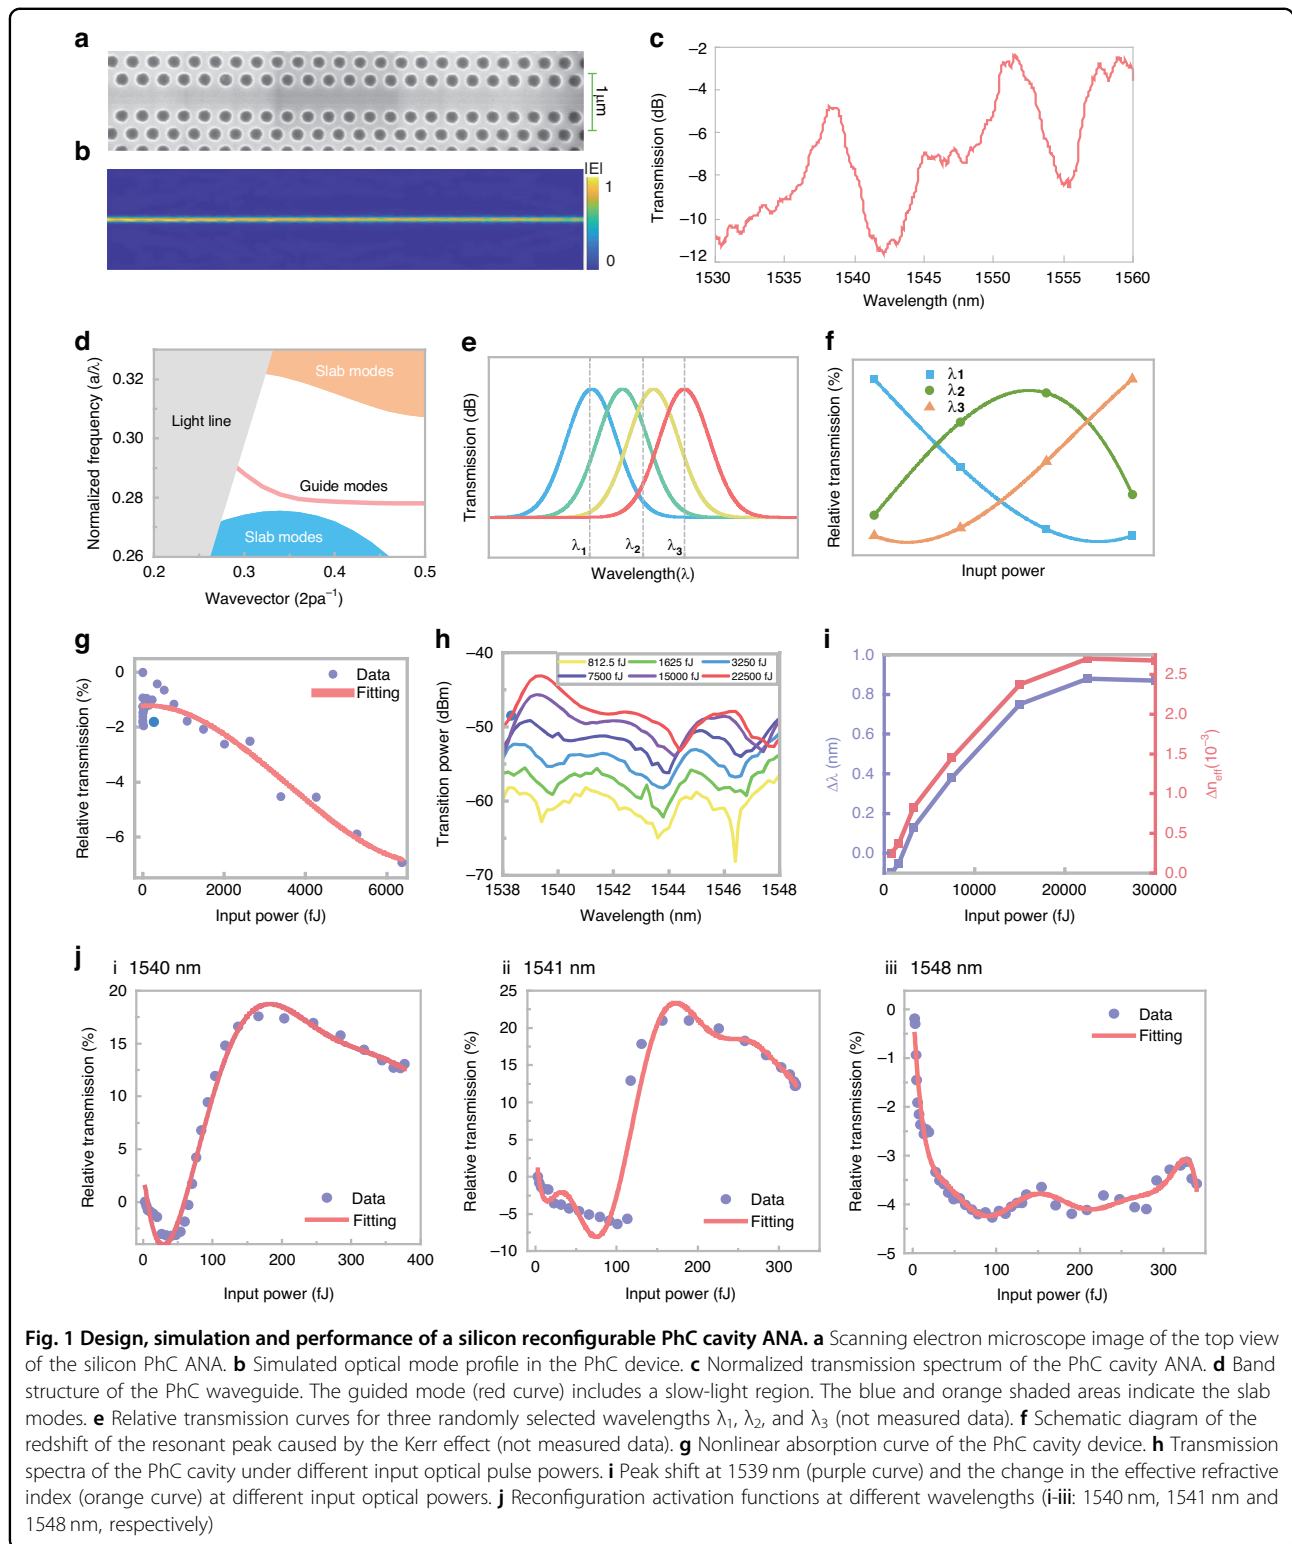 a
1 μm
b
|E|
1
0
c
Transmission (dB)
−2
−4
−6
−8
−10
−12
1530
1535
1540
1545
1550
1555
1560
Wavelength (nm)
d
Normalized frequency (a/λ)
0.32
0.30
0.28
0.26
Slab modes
Light line
Guide modes
Slab modes
0.2
0.3
0.4
0.5
Wavevector (2pa⁻¹)
e
Transmission (dB)
λ₁
λ₂
λ₃
Wavelength(λ)
f
Relative transmission (%)
λ1
λ2
λ3
Inupt power
g
Relative transmission (%)
0
−2
−4
−6
Data
Fitting
0
2000
4000
6000
Input power (fJ)
h
Transition power (dBm)
−40
−50
−60
−70
812.5 fJ
1625 fJ
3250 fJ
7500 fJ
15000 fJ
22500 fJ
1538
1540
1542
1544
1546
1548
Wavelength (nm)
i
Δλ (nm)
1.0
0.8
0.6
0.4
0.2
0.0
2.5
2.0
1.5
1.0
0.5
0.0
Δn_eff(10⁻³)
0
10000
20000
30000
Input power (fJ)
j
i 1540 nm
Relative transmission (%)
20
15
10
5
0
Data
Fitting
0
100
200
300
400
Input power (fJ)
ii 1541 nm
Relative transmission (%)
25
20
15
10
5
0
−5
−10
Data
Fitting
0
100
200
300
Input power (fJ)
iii 1548 nm
Relative transmission (%)
0
−1
−2
−3
−4
−5
Data
Fitting
0
100
200
300
Input power (fJ)
Fig. 1 Design, simulation and performance of a silicon reconfigurable PhC cavity ANA. a Scanning electron microscope image of the top view
of the silicon PhC ANA. b Simulated optical mode profile in the PhC device. c Normalized transmission spectrum of the PhC cavity ANA. d Band
structure of the PhC waveguide. The guided mode (red curve) includes a slow-light region. The blue and orange shaded areas indicate the slab
modes. e Relative transmission curves for three randomly selected wavelengths λ₁, λ₂, and λ₃ (not measured data). f Schematic diagram of the
redshift of the resonant peak caused by the Kerr effect (not measured data). g Nonlinear absorption curve of the PhC cavity device. h Transmission
spectra of the PhC cavity under different input optical pulse powers. i Peak shift at 1539 nm (purple curve) and the change in the effective refractive
index (orange curve) at different input optical powers. j Reconfiguration activation functions at different wavelengths (i-iii: 1540 nm, 1541 nm and
1548 nm, respectively)